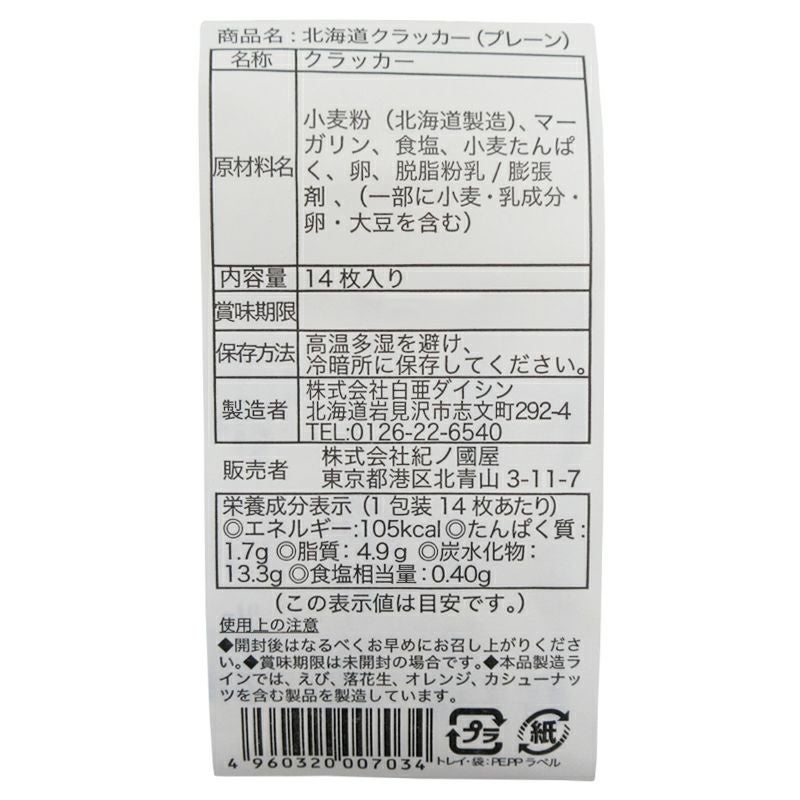 商品名：北海道クラッカー（プレーン）
名称 クラッカー
原材料名 小麦粉（北海道製造）、マー
ガリン、食塩、小麦たんぱ
く、卵、脱脂粉乳 / 膨張
剤、（一部に小麦・乳成分・
卵・大豆を含む）
内容量 14枚入り
賞味期限
保存方法 高温多湿を避け、
冷暗所に保存してください。
製造者 株式会社白亜ダイシン
北海道岩見沢市志文町292-4
TEL:0126-22-6540
販売者 株式会社紀ノ國屋
東京都港区北青山 3-11-7
栄養成分表示（1包装14枚あたり）
◎エネルギー:105kcal◎たんぱく質：
1.7g ◎脂質：4.9g ◎炭水化物：
13.3g◎食塩相当量：0.40g
（この表示値は目安です。）
使用上の注意
◆開封後はなるべくお早めにお召し上がりくださ
い。◆賞味期限は未開封の場合です。◆本品製造ラ
インでは、えび、落花生、オレンジ、カシューナッ
ツを含む製品を製造しています。
プラ 紙
4 960320 007034 トレイ・袋：PEPP ラベル